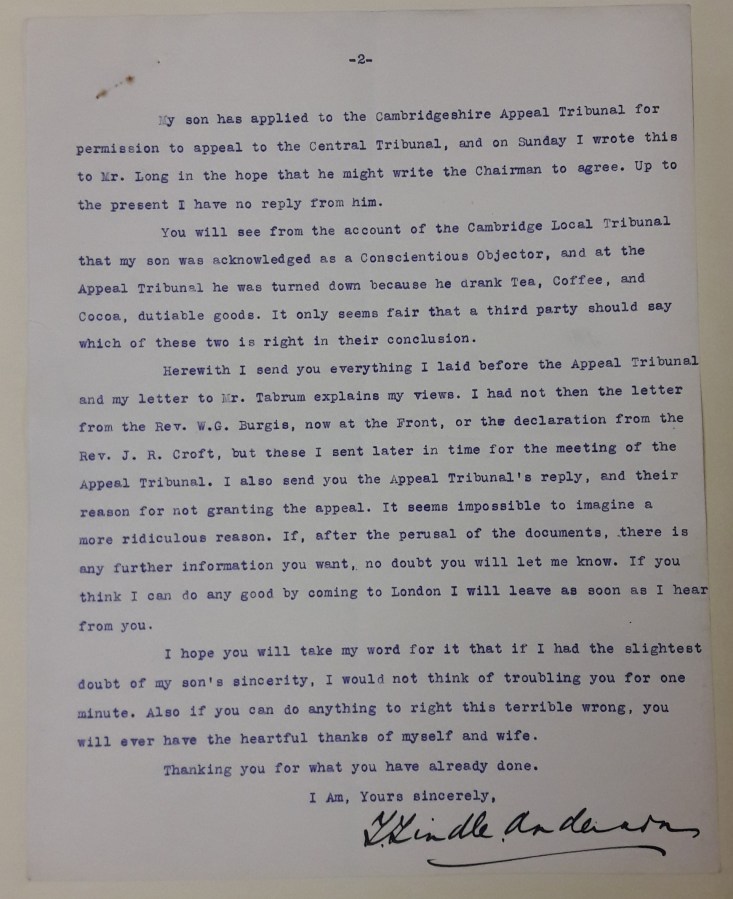 -2-
My son has applied to the Cambridgeshire Appeal Tribunal for
permission to appeal to the Central Tribunal, and on Sunday I wrote this
to Mr. Long in the hope that he might write the Chairman to agree. Up to
the present I have no reply from him.
You will see from the account of the Cambridge Local Tribunal
that my son was acknowledged as a Conscientious Objector, and at the
Appeal Tribunal he was turned down because he drank Tea, Coffee, and
Cocoa, dutiable goods. It only seems fair that a third party should say
which of these two is right in their conclusion.
Herewith I send you everything I laid before the Appeal Tribunal
and my letter to Mr. Tabrum explains my views. I had not then the letter
from the Rev. W.G. Burgis, now at the Front, or the declaration from the
Rev. J. R. Croft, but these I sent later in time for the meeting of the
Appeal Tribunal. I also send you the Appeal Tribunal's reply, and their
reason for not granting the appeal. It seems impossible to imagine a
more ridiculous reason. If, after the perusal of the documents, there is
any further information you want, no doubt you will let me know. If you
think I can do any good by coming to London I will leave as soon as I hear
from you.
I hope you will take my word for it that if I had the slightest
doubt of my son's sincerity, I would not think of troubling you for one
minute. Also if you can do anything to right this terrible wrong, you
will ever have the heartful thanks of myself and wife.
Thanking you for what you have already done.
I Am, Yours sincerely,
Lindle Anderson